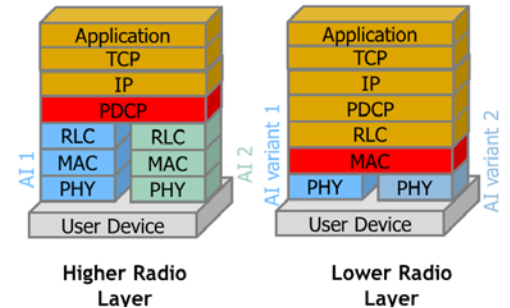 Application
TCP
IP
PDCP
RLC
RLC
MAC
MAC
PHY
PHY
AI 1
AI 2
User Device
Higher Radio
Layer
Application
TCP
IP
PDCP
RLC
MAC
PHY
PHY
AI variant 1
AI variant 2
User Device
Lower Radio
Layer